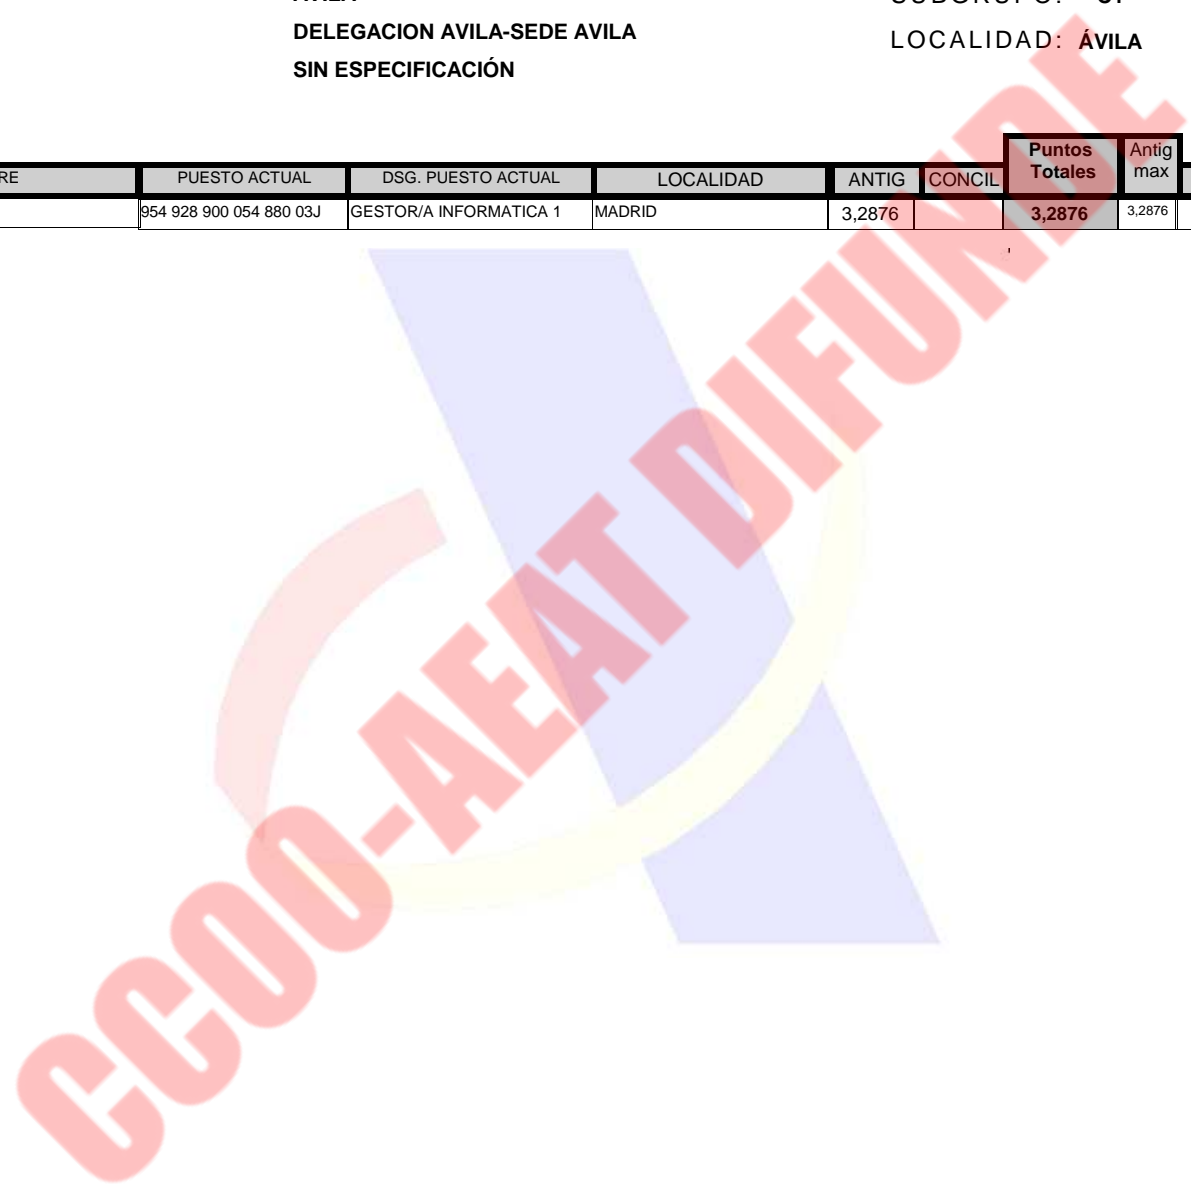 DELEGACION AVILA-SEDE AVILA
LOCALIDAD: ÁVILA
SIN ESPECIFICACIÓN
RE PUESTO ACTUAL DSG. PUESTO ACTUAL LOCALIDAD ANTIG CONCIL Puntos Totales Antig max
954 928 900 054 880 03J GESTOR/A INFORMATICA 1 MADRID 3,2876 3,2876 3,2876
CCOO-AEAT DIFUNDE